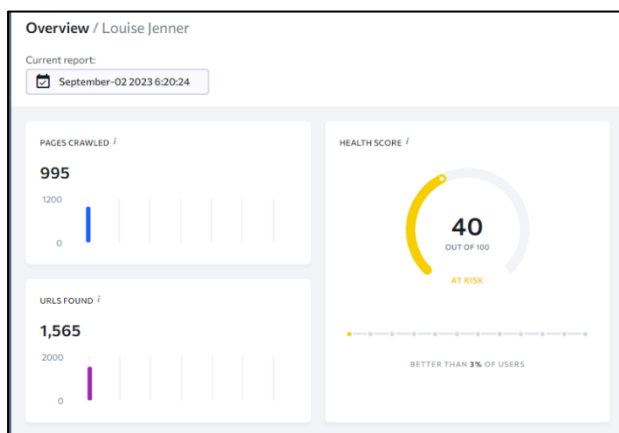 Overview / Louise Jenner
Current report:
September-02 2023 6:20:24
PAGES CRAWLED i
995
1200
0
URLS FOUND i
1,565
2000
0
HEALTH SCORE i
40
OUT OF 100
AT RISK
BETTER THAN 3% OF USERS